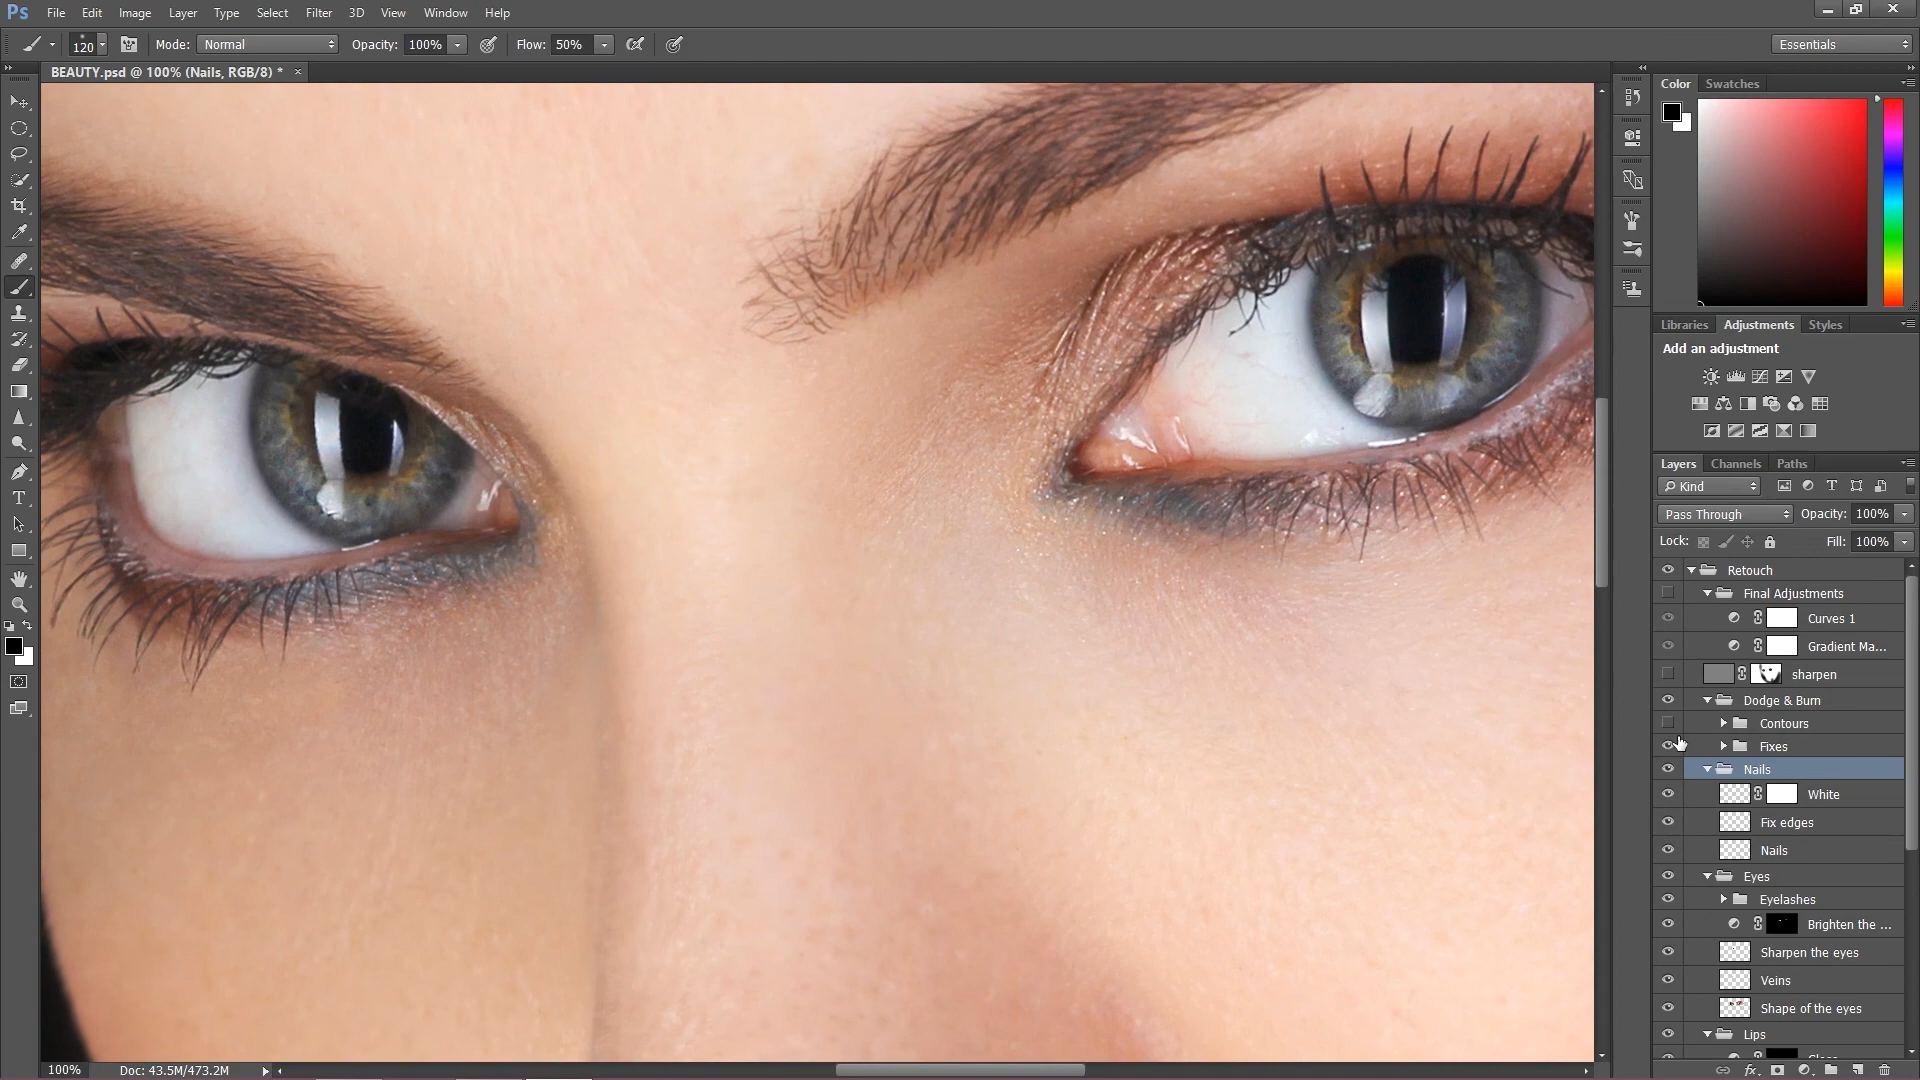 Ps File Edit Image Layer Type Select Filter 3D View Window Help
120 Mode: Normal Opacity: 100% Flow: 50% Essentials
BEAUTY.psd @ 100% (Nails, RGB/8) * ×
Color Swatches
Libraries Adjustments Styles
Add an adjustment
Layers Channels Paths
Kind
Pass Through Opacity: 100%
Lock: Fill: 100%
Retouch
Final Adjustments
Curves 1
Gradient Ma...
sharpen
Dodge & Burn
Contours
Fixes
Nails
White
Fix edges
Nails
Eyes
Eyelashes
Brighten the ...
Sharpen the eyes
Veins
Shape of the eyes
Lips
100% Doc: 43.5M/473.2M